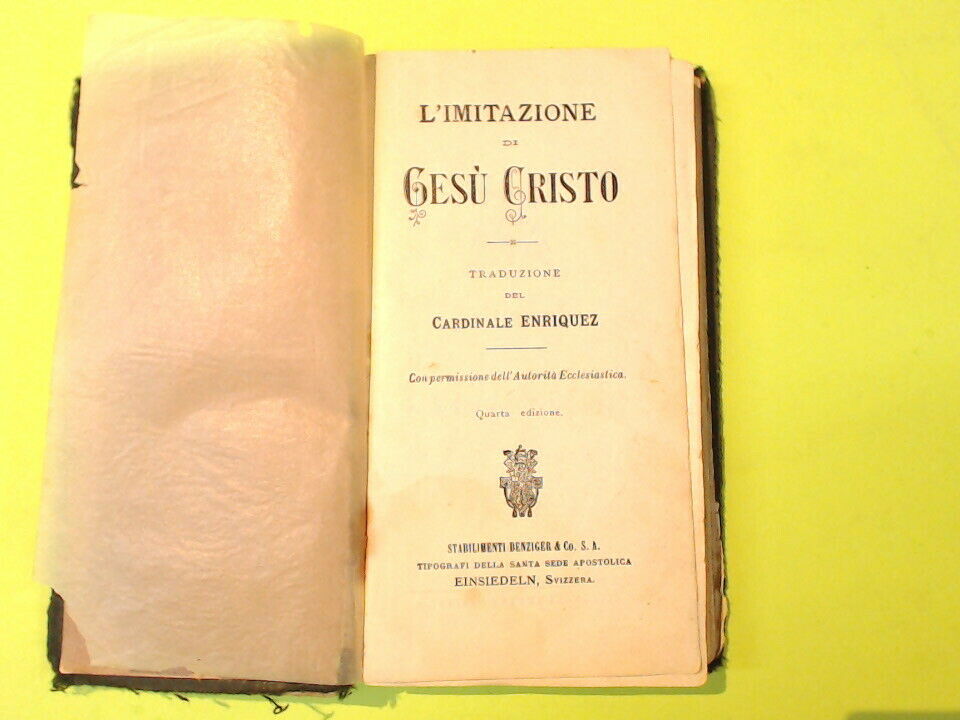 L'IMITAZIONE
DI
GESÙ CRISTO
TRADUZIONE
DEL
CARDINALE ENRIQUEZ
Con permissione dell'Autorità Ecclesiastica.
Quarta edizione.
STABILIMENTI BENZIGER & Co. S. A.
TIPOGRAFI DELLA SANTA SEDE APOSTOLICA
EINSIEDELN, SVIZZERA.